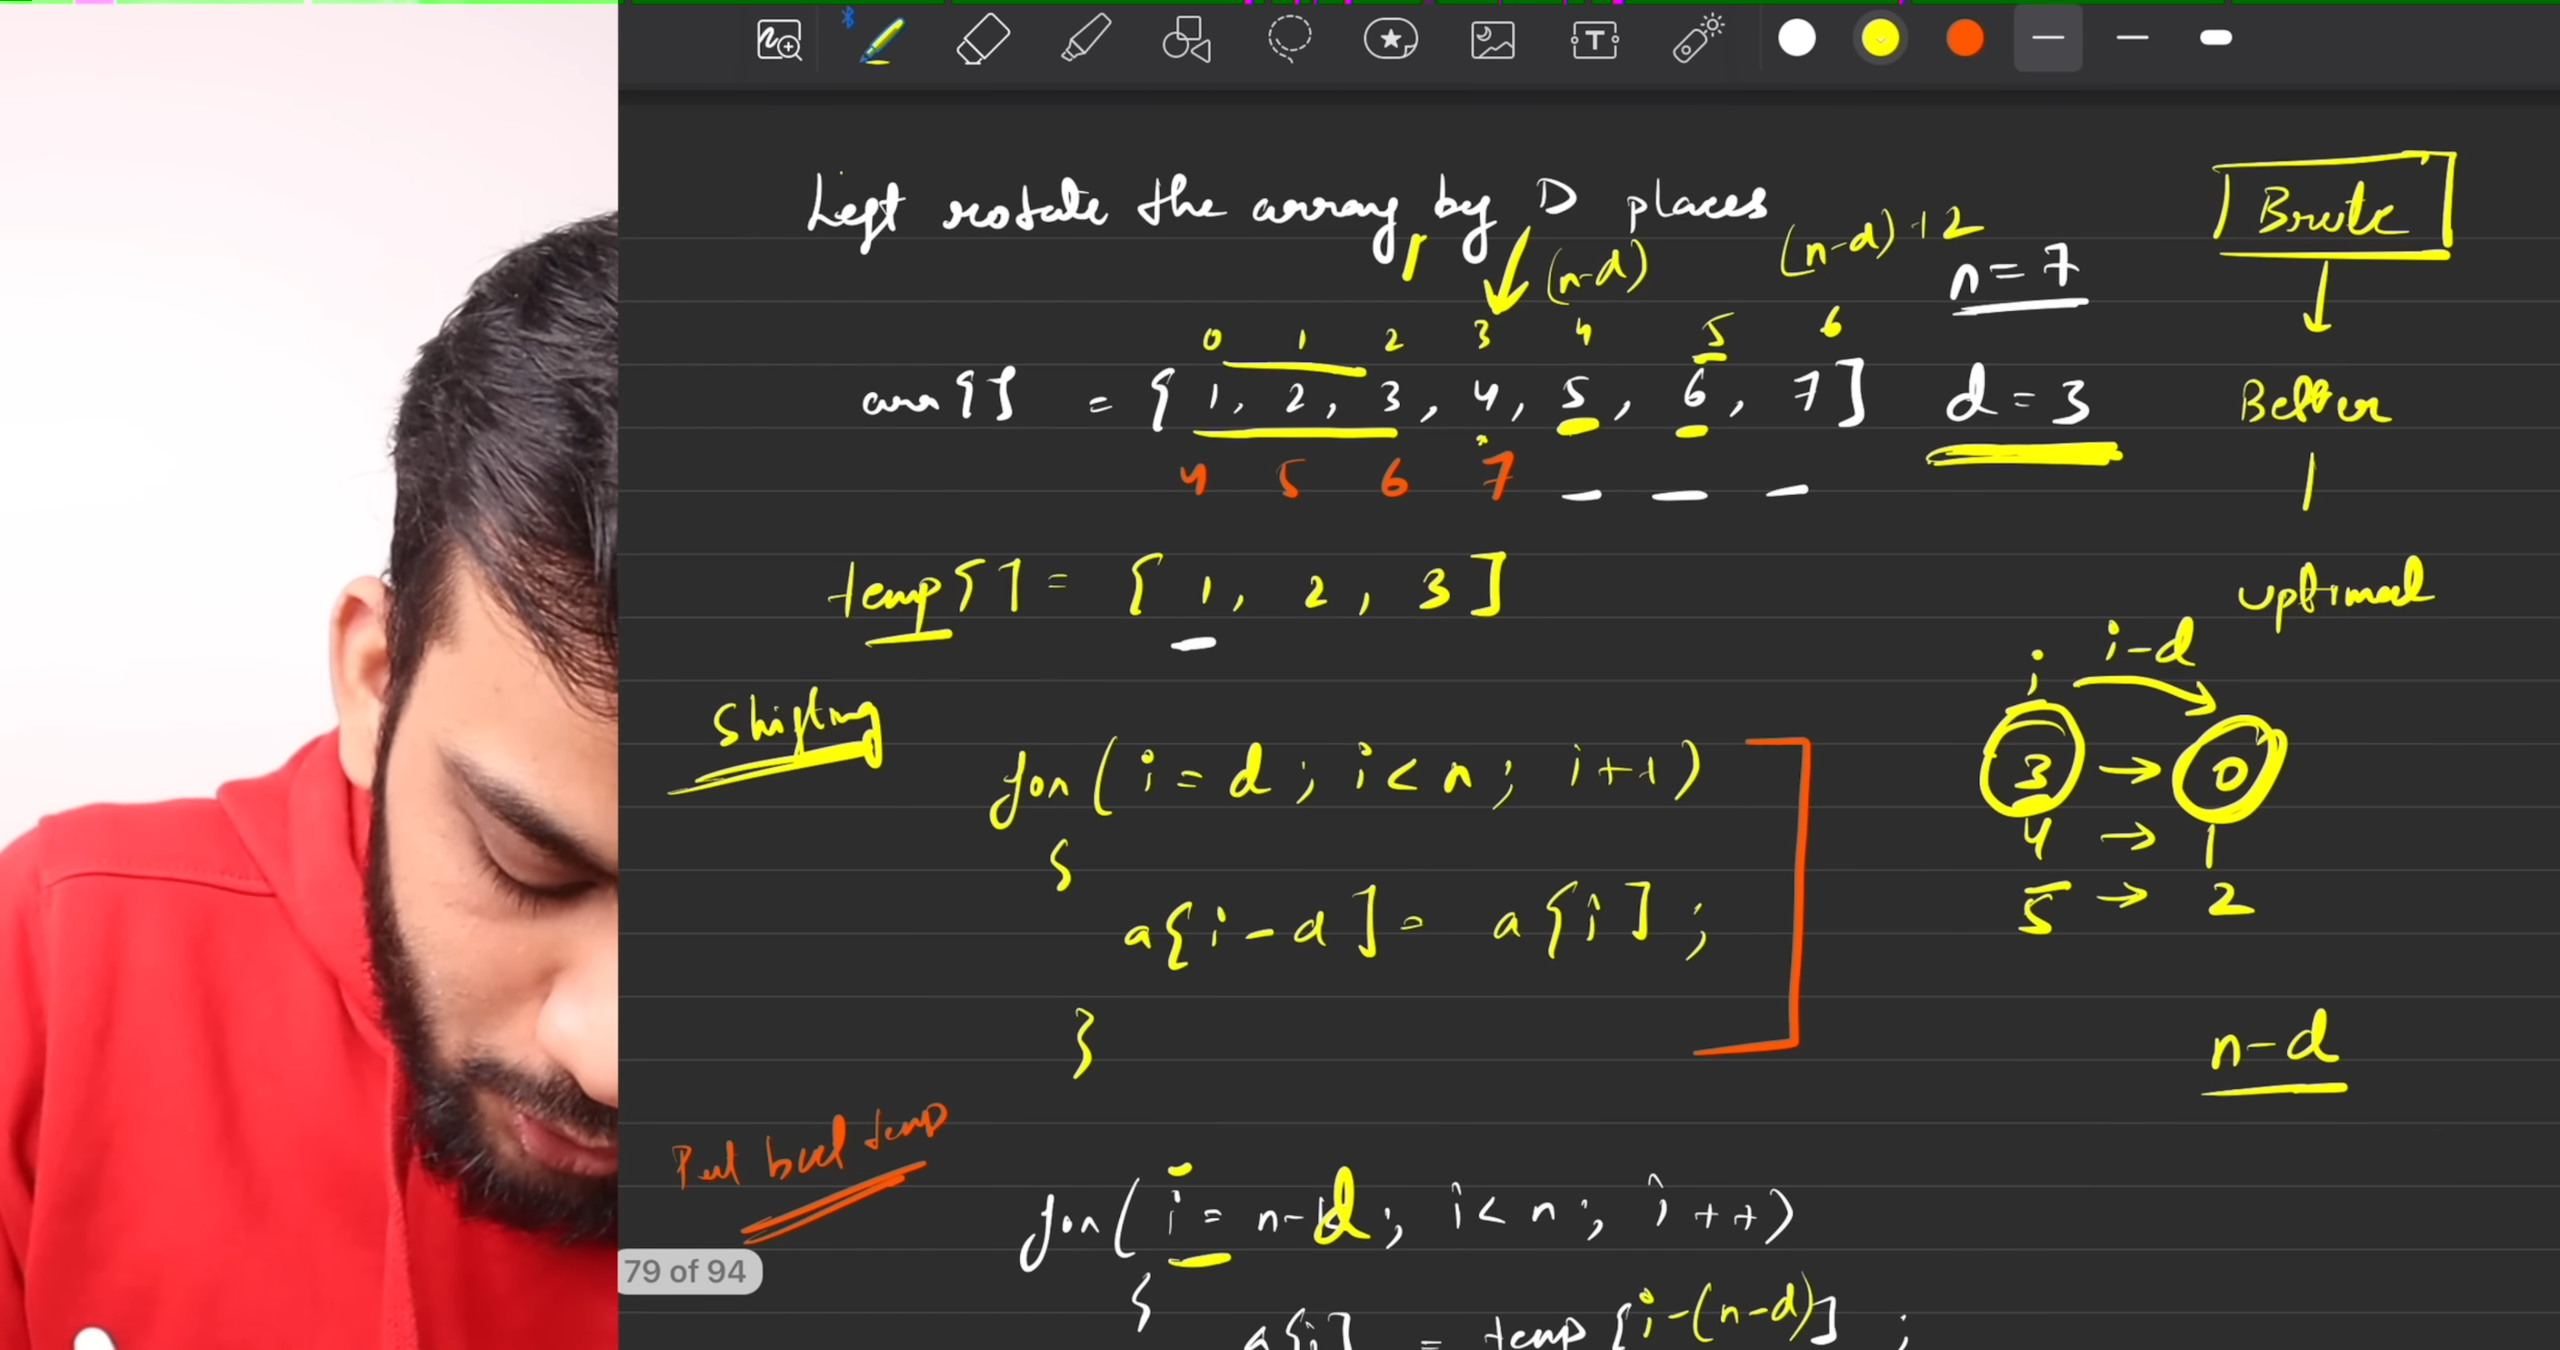 Left rotate the array by D places
Brute
(n-d)
(n-d)+2
n=7
0 1 2 3 4 5 6
arr[] = [1, 2, 3, 4, 5, 6, 7]
d=3
Better
4 5 6 7 _ _ _
temp[] = [1, 2, 3]
optimal
i
i-d
Shifting
for(i=d; i<n; i++)
3 → 0
{
4 → 1
a[i-d] = a[i];
5 → 2
}
n-d
Put back temp
for(i=n-d; i<n; i++)
{
a[i] = temp[i-(n-d)];
79 of 94